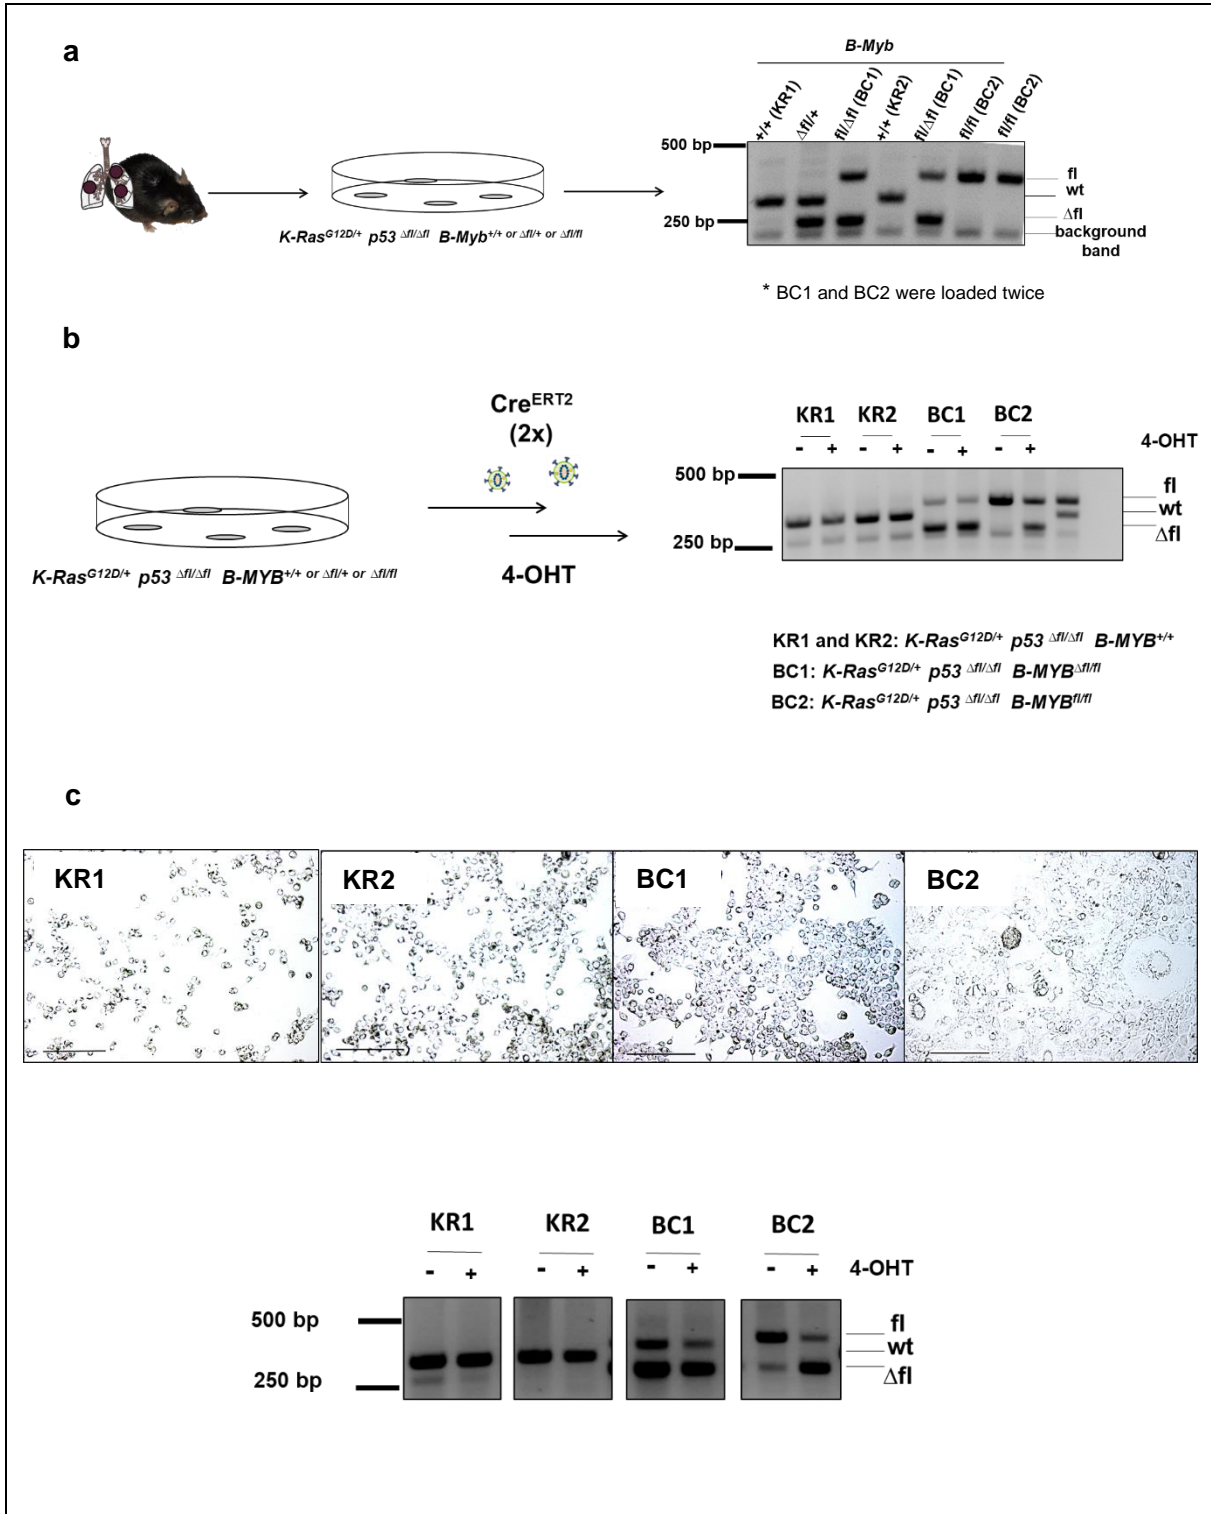 a
B-Myb
+/+ (KR1)
Δfl/+
fl/Δfl (BC1)
+/+ (KR2)
fl/Δfl (BC1)
fl/fl (BC2)
fl/fl (BC2)
500 bp
250 bp
fl
wt
Δfl
background
band
K-Ras^G12D/+ p53 ^Δfl/Δfl B-Myb^+/+ or Δfl/+ or Δfl/fl
* BC1 and BC2 were loaded twice
b
Cre^ERT2
(2x)
4-OHT
K-Ras^G12D/+ p53 ^Δfl/Δfl B-MYB^+/+ or Δfl/+ or Δfl/fl
KR1 KR2 BC1 BC2
- + - + - + - + 4-OHT
500 bp
250 bp
fl
wt
Δfl
KR1 and KR2: K-Ras^G12D/+ p53 ^Δfl/Δfl B-MYB^+/+
BC1: K-Ras^G12D/+ p53 ^Δfl/Δfl B-MYB^Δfl/fl
BC2: K-Ras^G12D/+ p53 ^Δfl/Δfl B-MYB^fl/fl
c
KR1 KR2 BC1 BC2
KR1 KR2 BC1 BC2
- + - + - + - + 4-OHT
500 bp
250 bp
fl
wt
Δfl